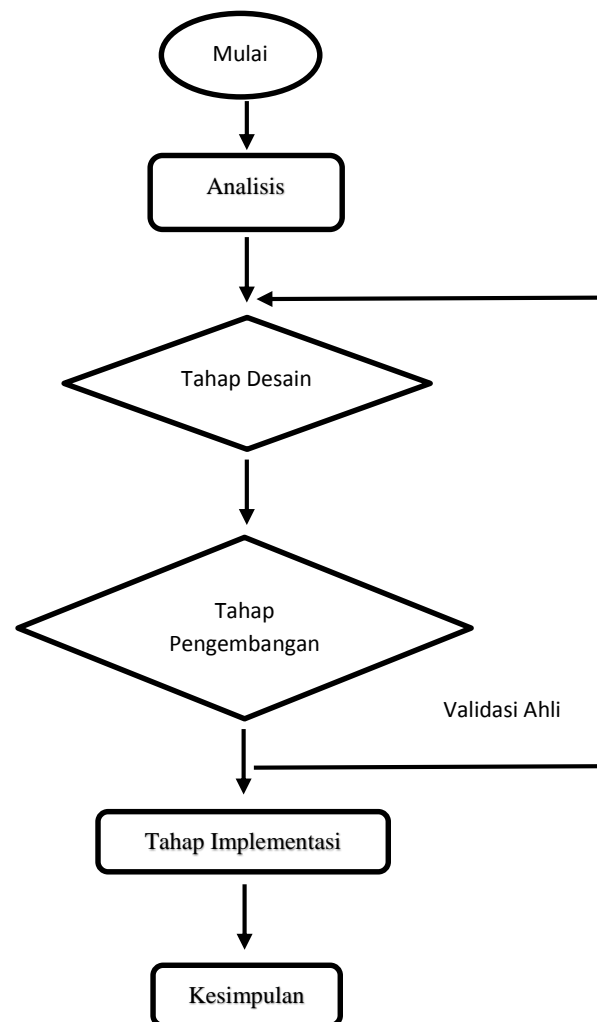 Mulai
Analisis
Tahap Desain
Tahap
Pengembangan
Validasi Ahli
Tahap Implementasi
Kesimpulan